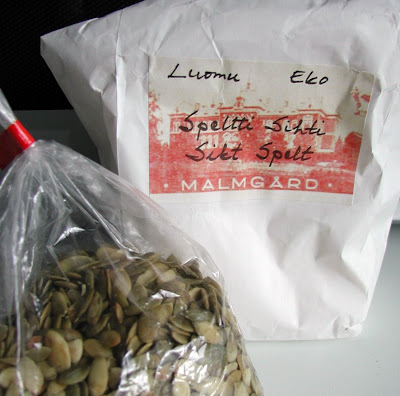 Luomu Eko
Speltti Sihti
Sikt Spelt
· MALMGÅRD ·